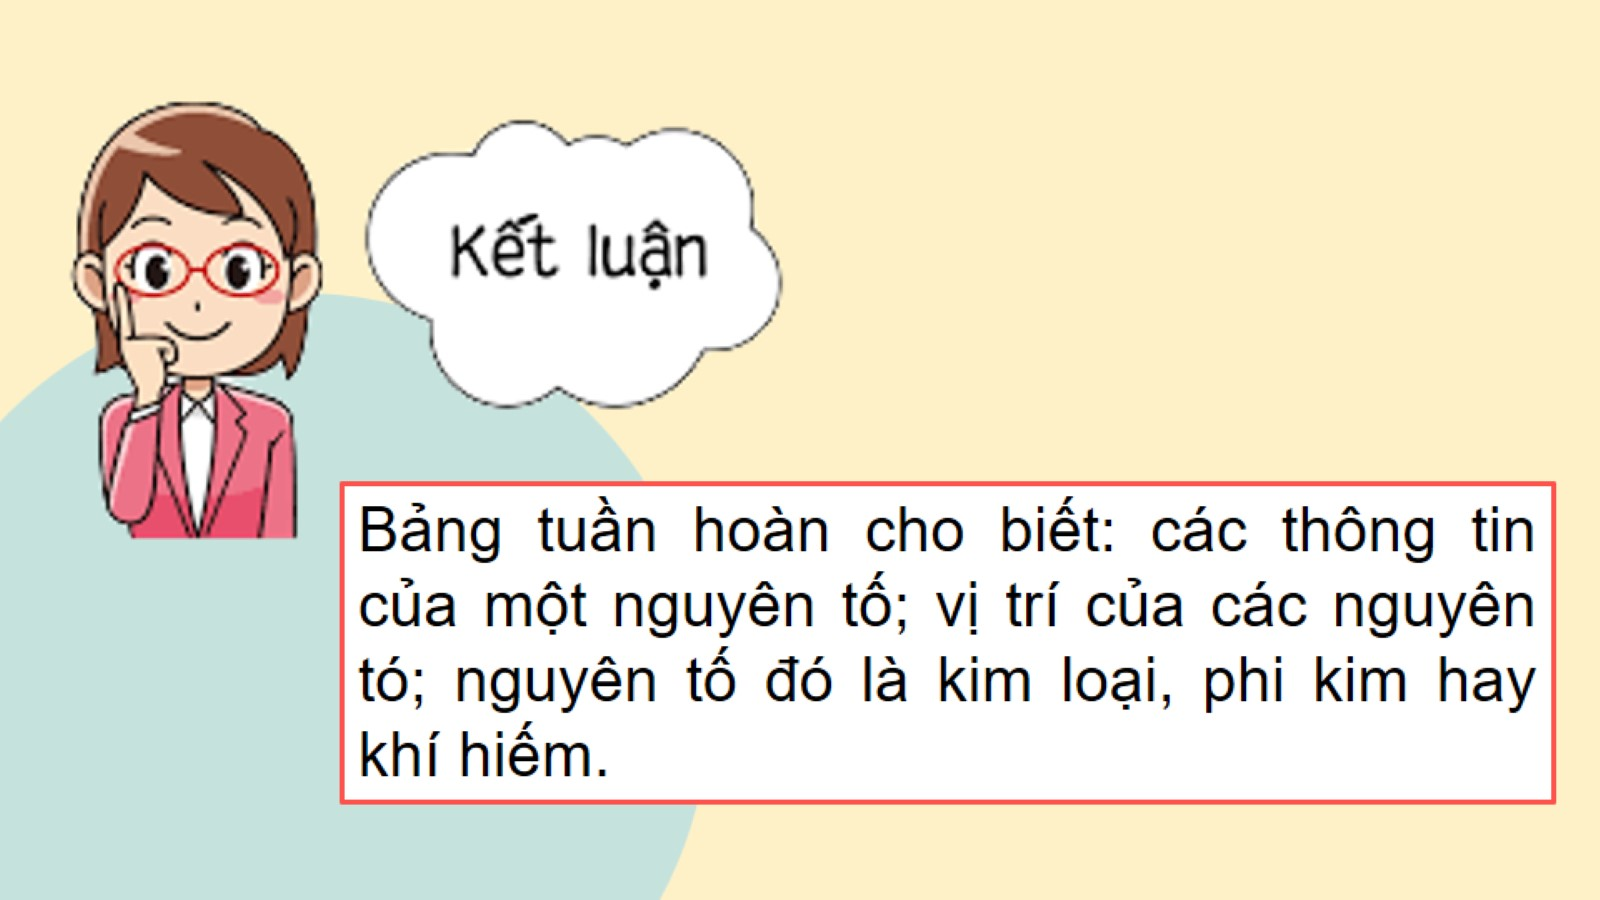 Kết luận
Bảng tuần hoàn cho biết: các thông tin
của một nguyên tố; vị trí của các nguyên
tó; nguyên tố đó là kim loại, phi kim hay
khí hiếm.